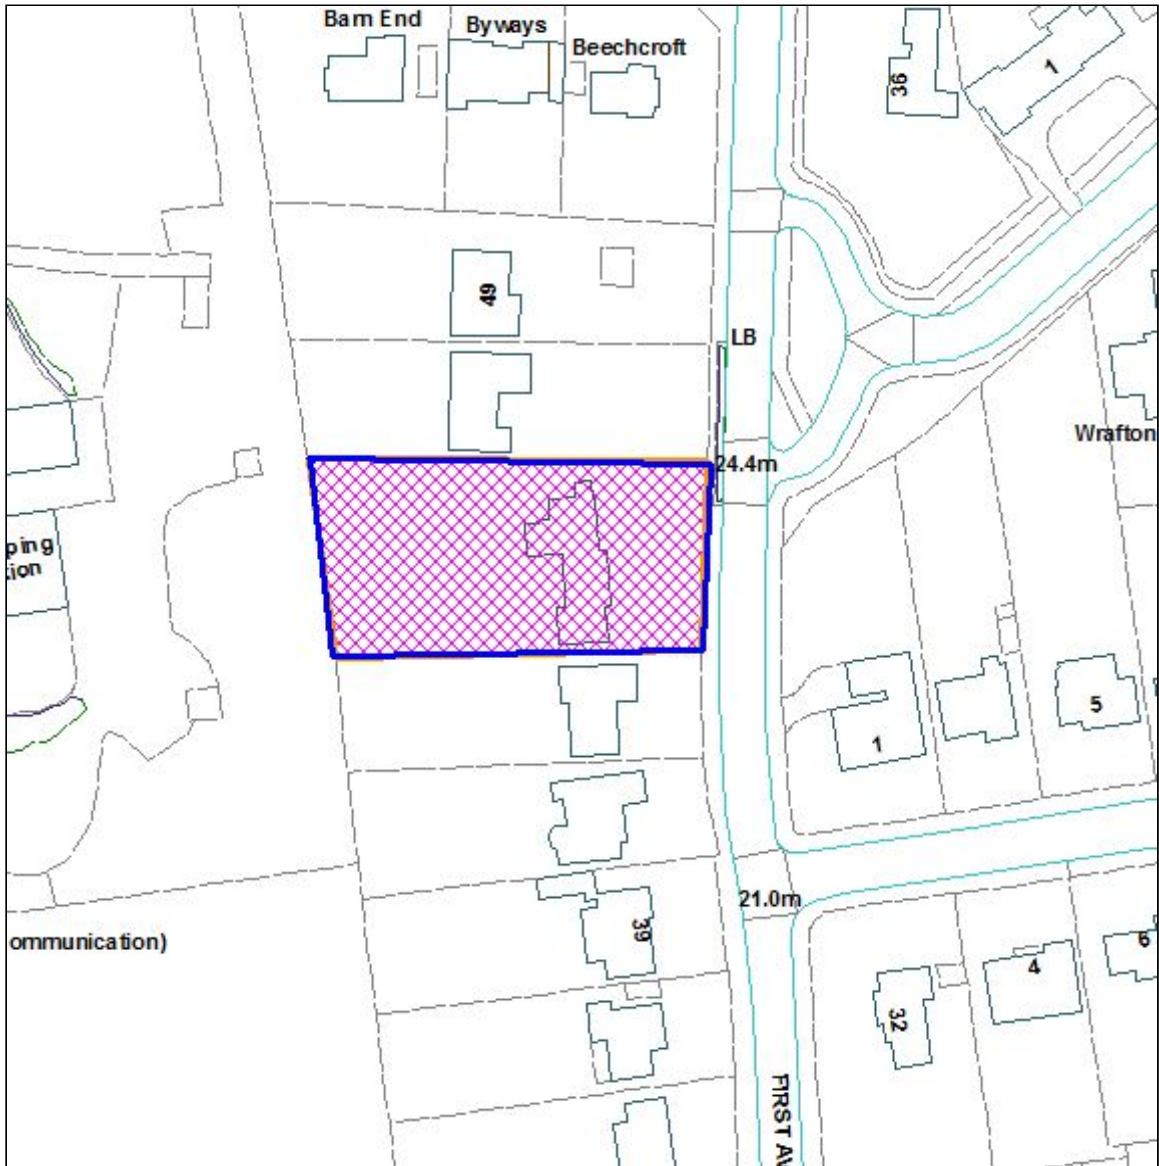 Barn End
Byways
Beechcroft
36
1
49
LB
Wrafton
24.4m
ping
tion
5
1
21.0m
39
ommunication)
6
4
32
FIRST AV